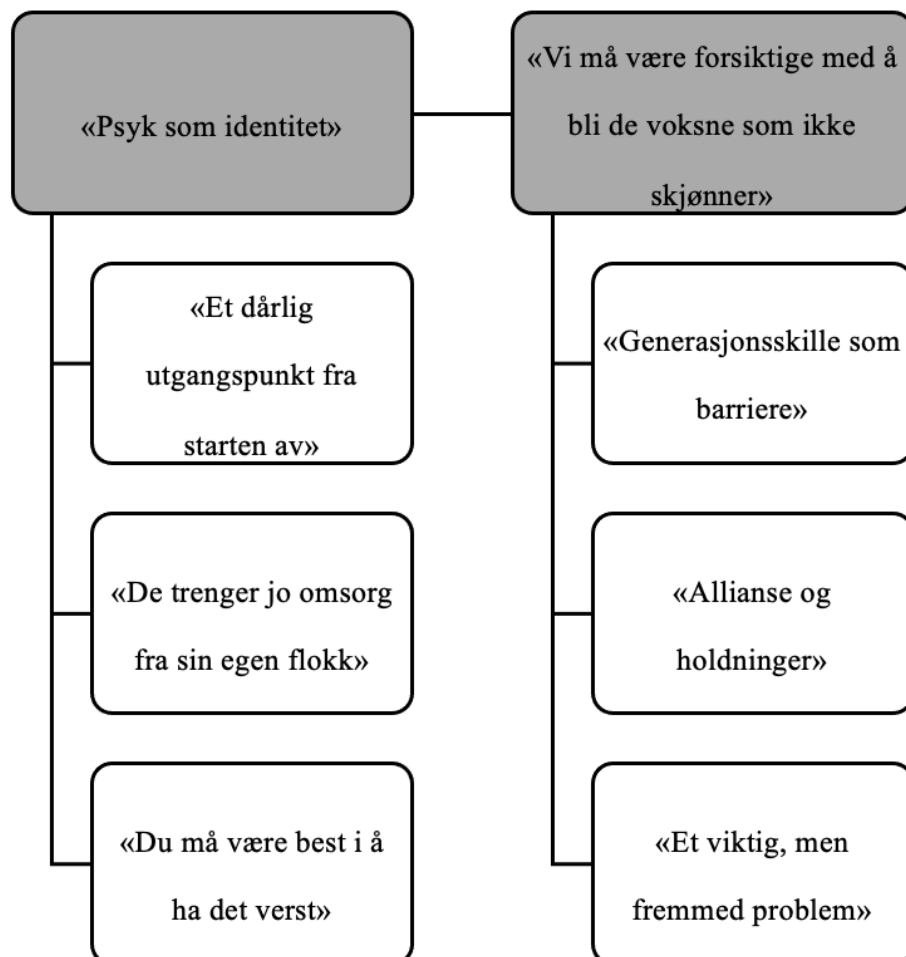 «Psyk som identitet»
«Et dårlig
utgangspunkt fra
starten av»
«De trenger jo omsorg
fra sin egen flokk»
«Du må være best i å
ha det verst»
«Vi må være forsiktige med å
bli de voksne som ikke
skjønner»
«Generasjonsskille som
barriere»
«Allianse og
holdninger»
«Et viktig, men
fremmed problem»